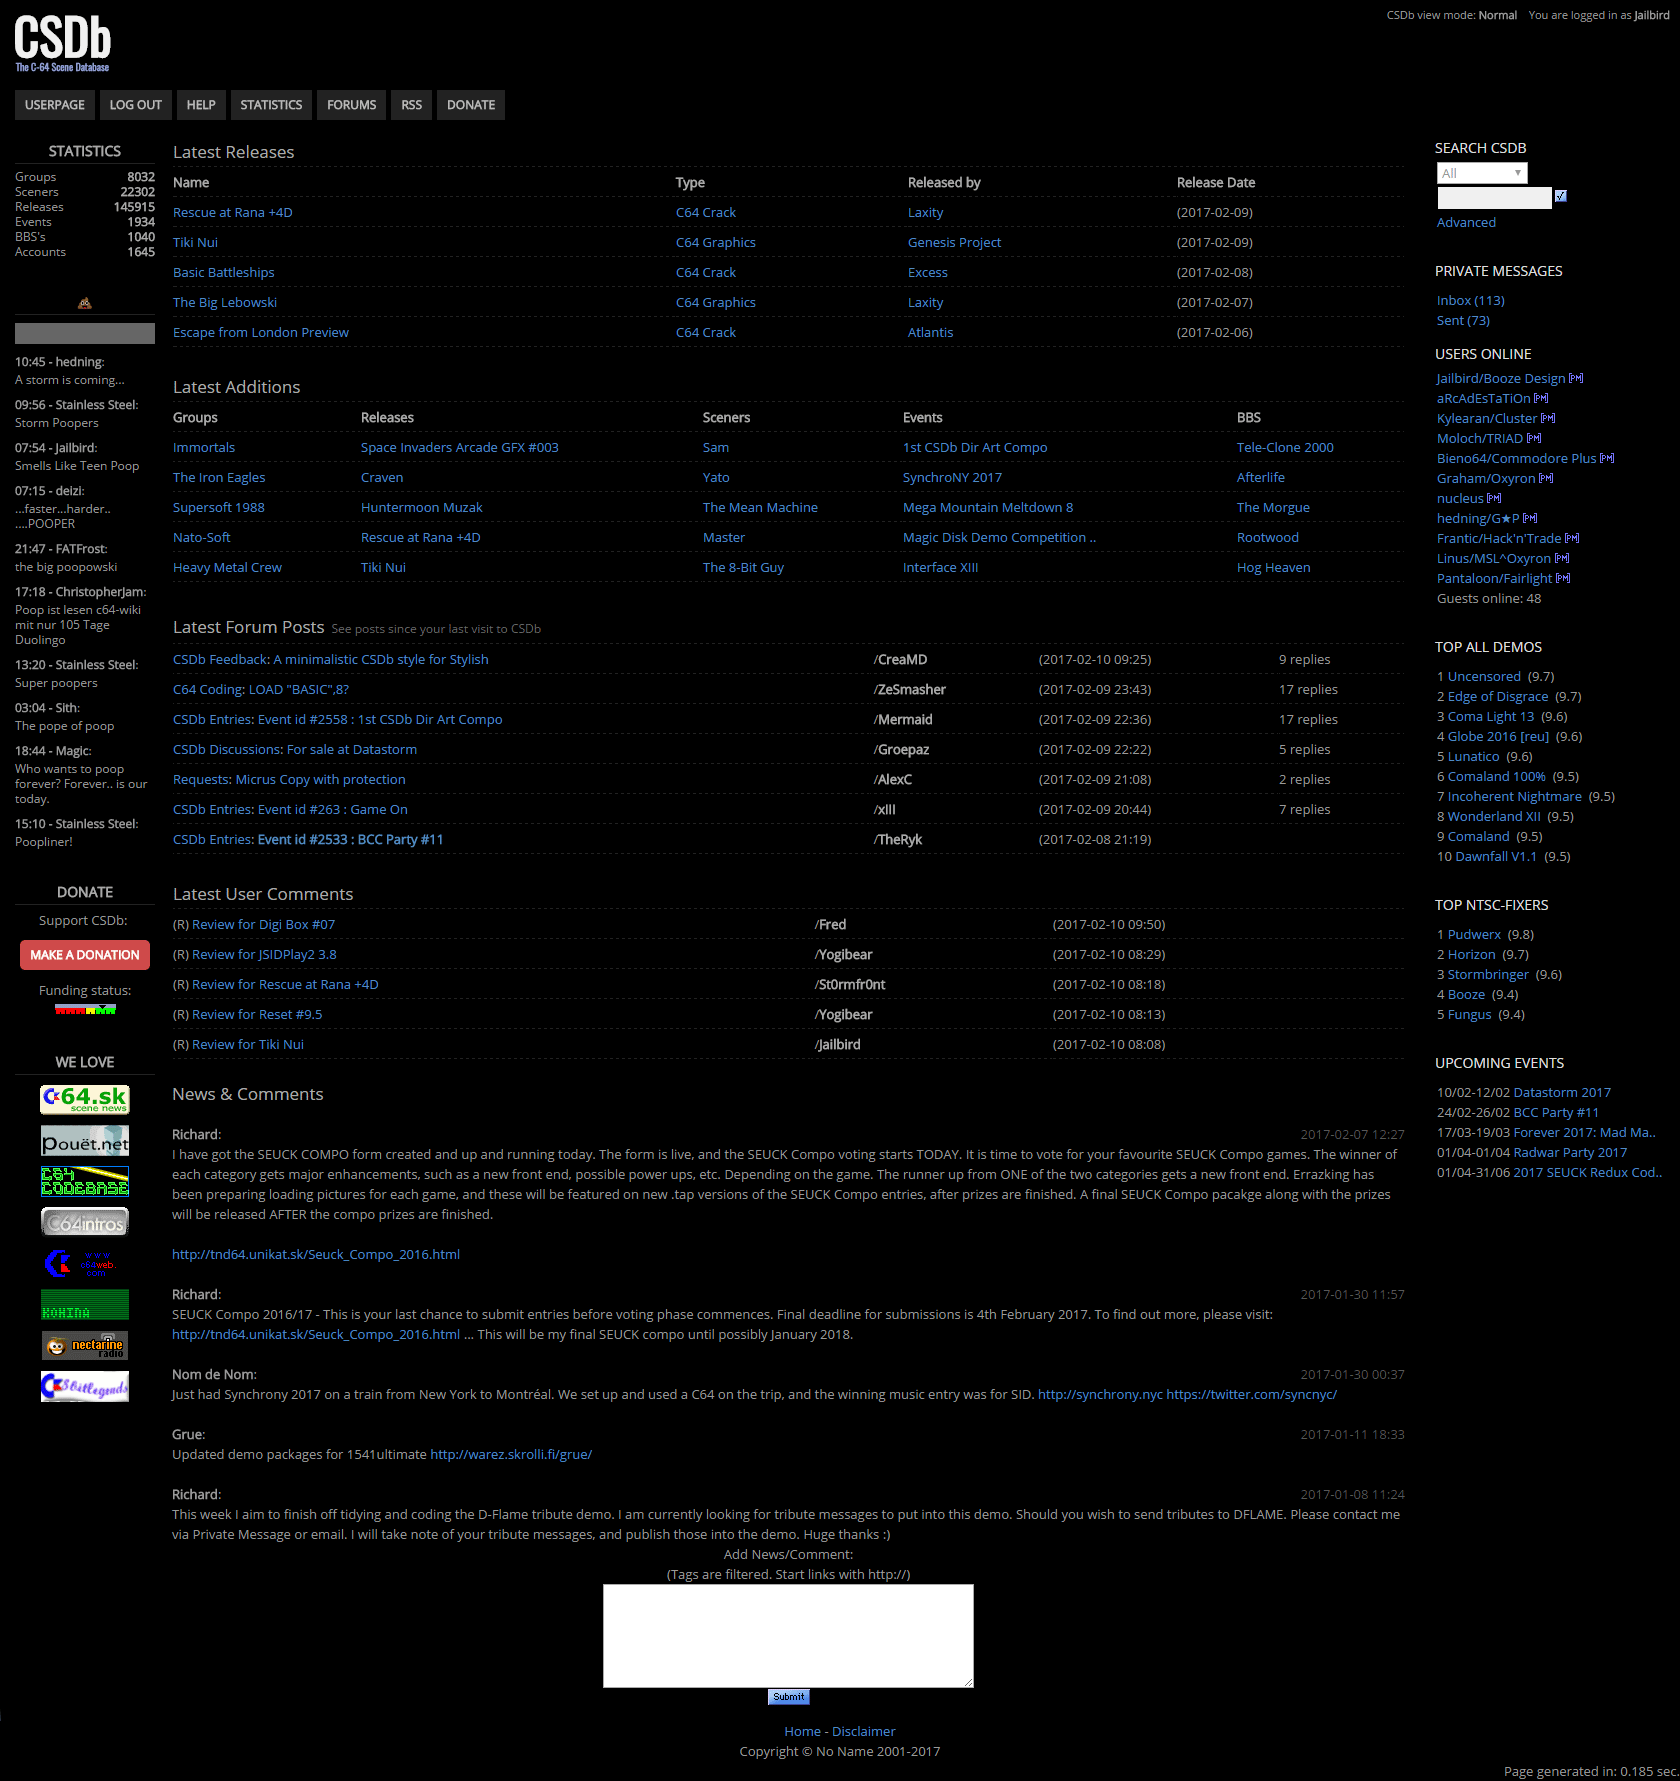 CSDb
The C-64 Scene Database
CSDb view mode: Normal You are logged in as Jailbird
USERPAGE LOG OUT HELP STATISTICS FORUMS RSS DONATE
STATISTICS
Groups 8032
Sceners 22302
Releases 145915
Events 1934
BBS's 1040
Accounts 1645
10:45 - hedning:
A storm is coming...
09:56 - Stainless Steel:
Storm Poopers
07:54 - Jailbird:
Smells Like Teen Poop
07:15 - deizi:
...faster...harder..
....POOPER
21:47 - FATFrost:
the big poopowski
17:18 - ChristopherJam:
Poop ist lesen c64-wiki
mit nur 105 Tage
Duolingo
13:20 - Stainless Steel:
Super poopers
03:04 - Sith:
The pope of poop
18:44 - Magic:
Who wants to poop
forever? Forever.. is our
today.
15:10 - Stainless Steel:
Poopliner!
DONATE
Support CSDb:
MAKE A DONATION
Funding status:
WE LOVE
C64.sk
scene news
pouët.net
C64
CODEBASE
C64intros
www
c64web.
com
KOMINA
nectarine
radio
8bitlegends
Latest Releases
Name Type Released by Release Date
Rescue at Rana +4D C64 Crack Laxity (2017-02-09)
Tiki Nui C64 Graphics Genesis Project (2017-02-09)
Basic Battleships C64 Crack Excess (2017-02-08)
The Big Lebowski C64 Graphics Laxity (2017-02-07)
Escape from London Preview C64 Crack Atlantis (2017-02-06)
Latest Additions
Groups Releases Sceners Events BBS
Immortals Space Invaders Arcade GFX #003 Sam 1st CSDb Dir Art Compo Tele-Clone 2000
The Iron Eagles Craven Yato SynchroNY 2017 Afterlife
Supersoft 1988 Huntermoon Muzak The Mean Machine Mega Mountain Meltdown 8 The Morgue
Nato-Soft Rescue at Rana +4D Master Magic Disk Demo Competition .. Rootwood
Heavy Metal Crew Tiki Nui The 8-Bit Guy Interface XIII Hog Heaven
Latest Forum Posts See posts since your last visit to CSDb
CSDb Feedback: A minimalistic CSDb style for Stylish /CreaMD (2017-02-10 09:25) 9 replies
C64 Coding: LOAD "BASIC",8? /ZeSmasher (2017-02-09 23:43) 17 replies
CSDb Entries: Event id #2558 : 1st CSDb Dir Art Compo /Mermaid (2017-02-09 22:36) 17 replies
CSDb Discussions: For sale at Datastorm /Groepaz (2017-02-09 22:22) 5 replies
Requests: Micrus Copy with protection /AlexC (2017-02-09 21:08) 2 replies
CSDb Entries: Event id #263 : Game On /xIII (2017-02-09 20:44) 7 replies
CSDb Entries: Event id #2533 : BCC Party #11 /TheRyk (2017-02-08 21:19)
Latest User Comments
(R) Review for Digi Box #07 /Fred (2017-02-10 09:50)
(R) Review for JSIDPlay2 3.8 /Yogibear (2017-02-10 08:29)
(R) Review for Rescue at Rana +4D /St0rmfr0nt (2017-02-10 08:18)
(R) Review for Reset #9.5 /Yogibear (2017-02-10 08:13)
(R) Review for Tiki Nui /Jailbird (2017-02-10 08:08)
News & Comments
Richard: 2017-02-07 12:27
I have got the SEUCK COMPO form created and up and running today. The form is live, and the SEUCK Compo voting starts TODAY. It is time to vote for your favourite SEUCK Compo games. The winner of
each category gets major enhancements, such as a new front end, possible power ups, etc. Depending on the game. The runner up from ONE of the two categories gets a new front end. Errazking has
been preparing loading pictures for each game, and these will be featured on new .tap versions of the SEUCK Compo entries, after prizes are finished. A final SEUCK Compo pacakge along with the prizes
will be released AFTER the compo prizes are finished.
http://tnd64.unikat.sk/Seuck_Compo_2016.html
Richard: 2017-01-30 11:57
SEUCK Compo 2016/17 - This is your last chance to submit entries before voting phase commences. Final deadline for submissions is 4th February 2017. To find out more, please visit:
http://tnd64.unikat.sk/Seuck_Compo_2016.html ... This will be my final SEUCK compo until possibly January 2018.
Nom de Nom: 2017-01-30 00:37
Just had Synchrony 2017 on a train from New York to Montréal. We set up and used a C64 on the trip, and the winning music entry was for SID. http://synchrony.nyc https://twitter.com/syncnyc/
Grue: 2017-01-11 18:33
Updated demo packages for 1541ultimate http://warez.skrolli.fi/grue/
Richard: 2017-01-08 11:24
This week I aim to finish off tidying and coding the D-Flame tribute demo. I am currently looking for tribute messages to put into this demo. Should you wish to send tributes to DFLAME. Please contact me
via Private Message or email. I will take note of your tribute messages, and publish those into the demo. Huge thanks :)
Add News/Comment:
(Tags are filtered. Start links with http://)
Submit
SEARCH CSDB
All
Advanced
PRIVATE MESSAGES
Inbox (113)
Sent (73)
USERS ONLINE
Jailbird/Booze Design [PM]
aRcAdEsTaTiOn [PM]
Kylearan/Cluster [PM]
Moloch/TRIAD [PM]
Bieno64/Commodore Plus [PM]
Graham/Oxyron [PM]
nucleus [PM]
hedning/G★P [PM]
Frantic/Hack'n'Trade [PM]
Linus/MSL^Oxyron [PM]
Pantaloon/Fairlight [PM]
Guests online: 48
TOP ALL DEMOS
1 Uncensored (9.7)
2 Edge of Disgrace (9.7)
3 Coma Light 13 (9.6)
4 Globe 2016 [reu] (9.6)
5 Lunatico (9.6)
6 Comaland 100% (9.5)
7 Incoherent Nightmare (9.5)
8 Wonderland XII (9.5)
9 Comaland (9.5)
10 Dawnfall V1.1 (9.5)
TOP NTSC-FIXERS
1 Pudwerx (9.8)
2 Horizon (9.7)
3 Stormbringer (9.6)
4 Booze (9.4)
5 Fungus (9.4)
UPCOMING EVENTS
10/02-12/02 Datastorm 2017
24/02-26/02 BCC Party #11
17/03-19/03 Forever 2017: Mad Ma..
01/04-01/04 Radwar Party 2017
01/04-31/06 2017 SEUCK Redux Cod..
Home - Disclaimer
Copyright © No Name 2001-2017
Page generated in: 0.185 sec.